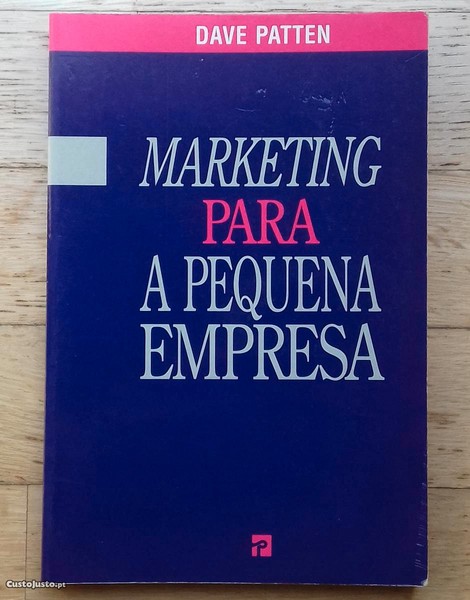 DAVE PATTEN
MARKETING
PARA
A PEQUENA
EMPRESA
P
CustoJusto.pt